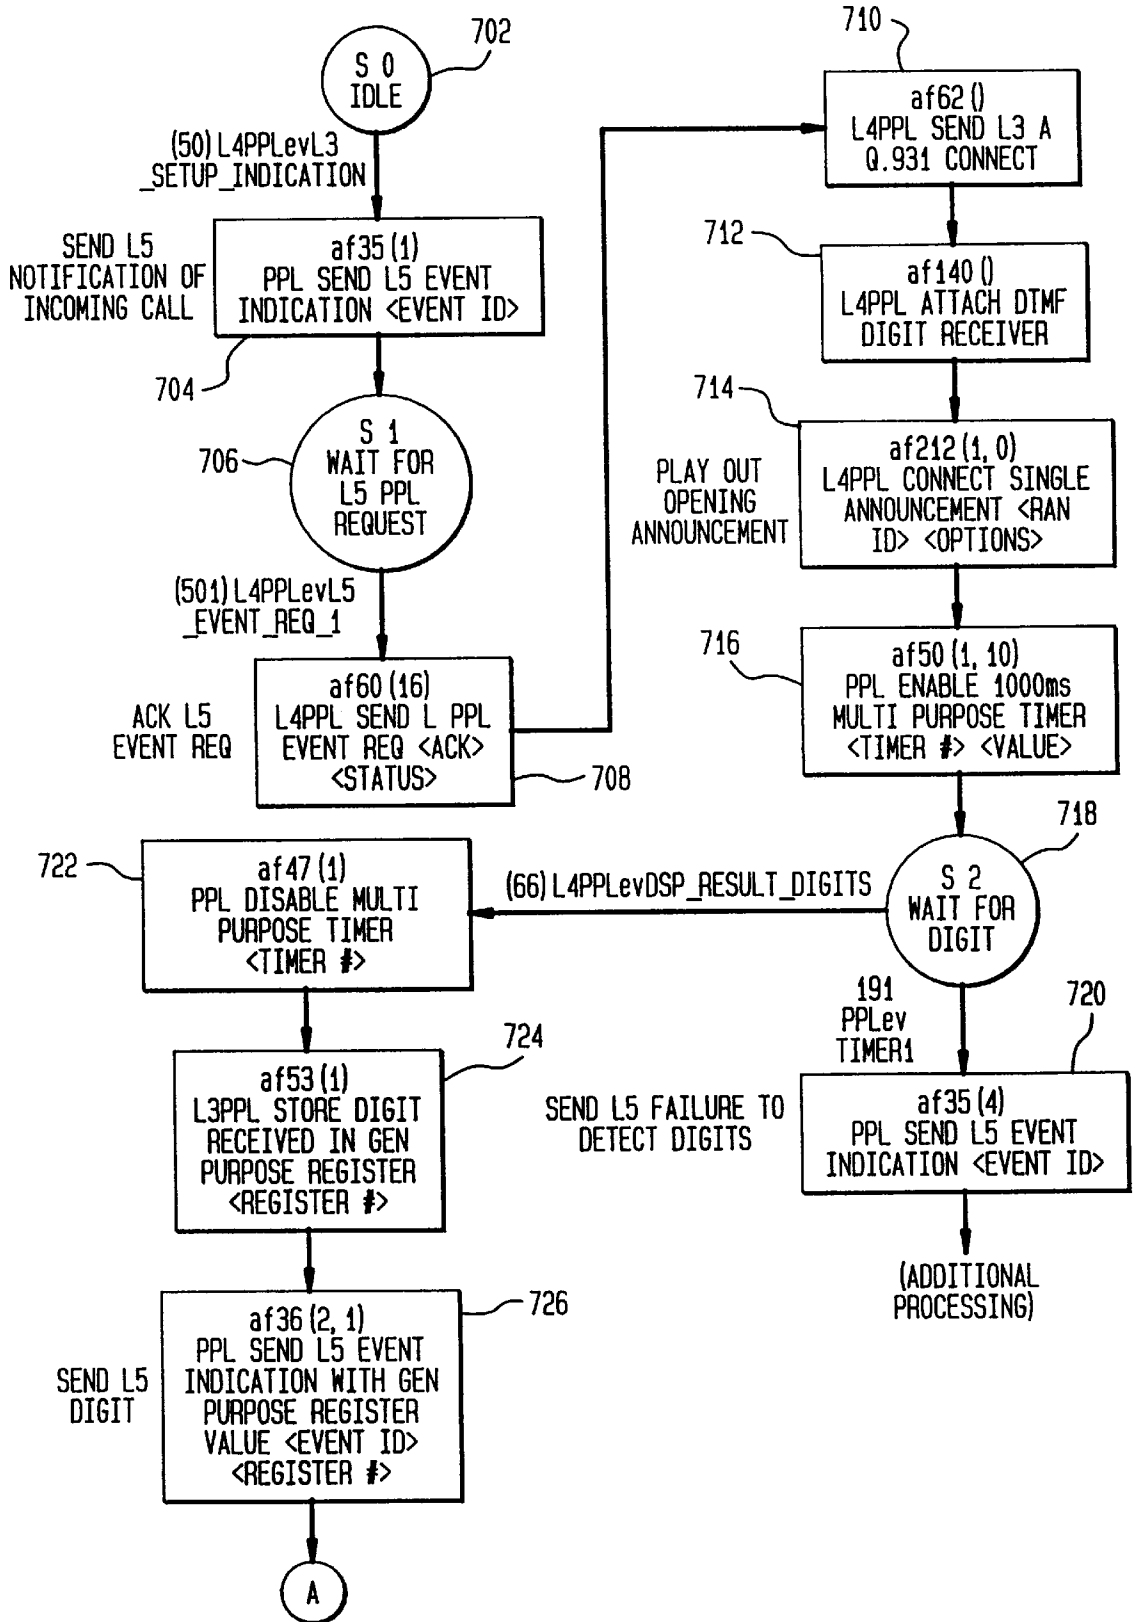 702
S 0
IDLE
(50) L4PPLevL3
_SETUP_INDICATION
SEND L5
NOTIFICATION OF
INCOMING CALL
af35 (1)
PPL SEND L5 EVENT
INDICATION <EVENT ID>
704
706
S 1
WAIT FOR
L5 PPL
REQUEST
(501) L4PPLevL5
_EVENT_REQ_1
ACK L5
EVENT REQ
af60 (16)
L4PPL SEND L PPL
EVENT REQ <ACK>
<STATUS>
708
710
af62 ()
L4PPL SEND L3 A
Q.931 CONNECT
712
af140 ()
L4PPL ATTACH DTMF
DIGIT RECEIVER
714
PLAY OUT
OPENING
ANNOUNCEMENT
af212 (1, 0)
L4PPL CONNECT SINGLE
ANNOUNCEMENT <RAN
ID> <OPTIONS>
716
af50 (1, 10)
PPL ENABLE 1000ms
MULTI PURPOSE TIMER
<TIMER #> <VALUE>
718
S 2
WAIT FOR
DIGIT
(66) L4PPLevDSP_RESULT_DIGITS
191
PPLev
TIMER1
720
SEND L5 FAILURE TO
DETECT DIGITS
af35 (4)
PPL SEND L5 EVENT
INDICATION <EVENT ID>
(ADDITIONAL
PROCESSING)
722
af47 (1)
PPL DISABLE MULTI
PURPOSE TIMER
<TIMER #>
724
af53 (1)
L3PPL STORE DIGIT
RECEIVED IN GEN
PURPOSE REGISTER
<REGISTER #>
726
SEND L5
DIGIT
af36 (2, 1)
PPL SEND L5 EVENT
INDICATION WITH GEN
PURPOSE REGISTER
VALUE <EVENT ID>
<REGISTER #>
A